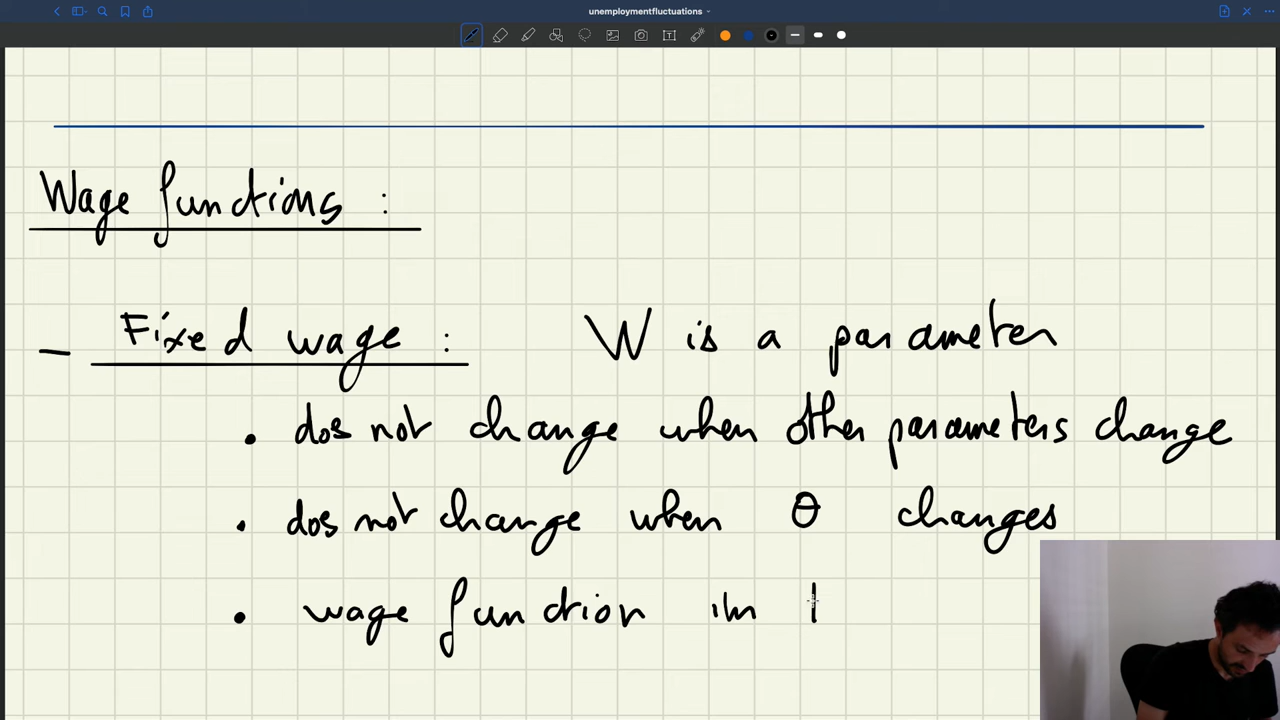 unemploymentfluctuations
Wage functions :
– Fixed wage : W is a parameter
• dos not change when other parameters change
• dos not change when θ changes
• wage function in